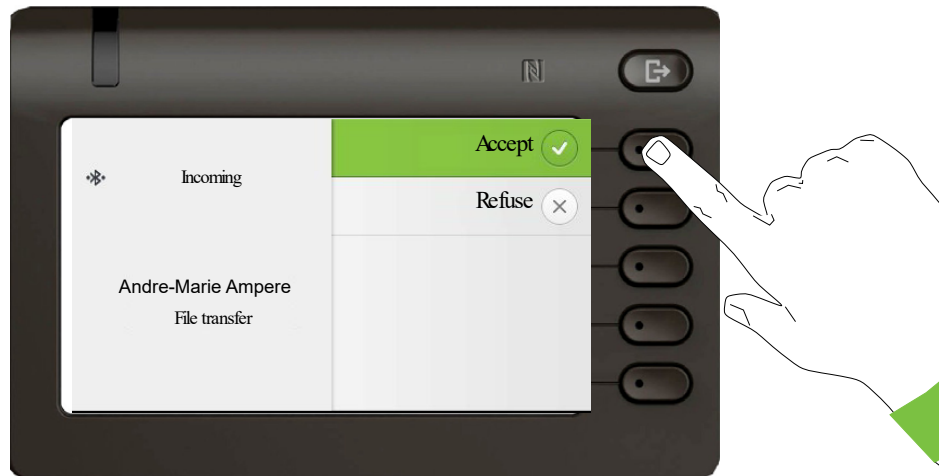 Incoming
Andre-Marie Ampere
File transfer
Accept
Refuse